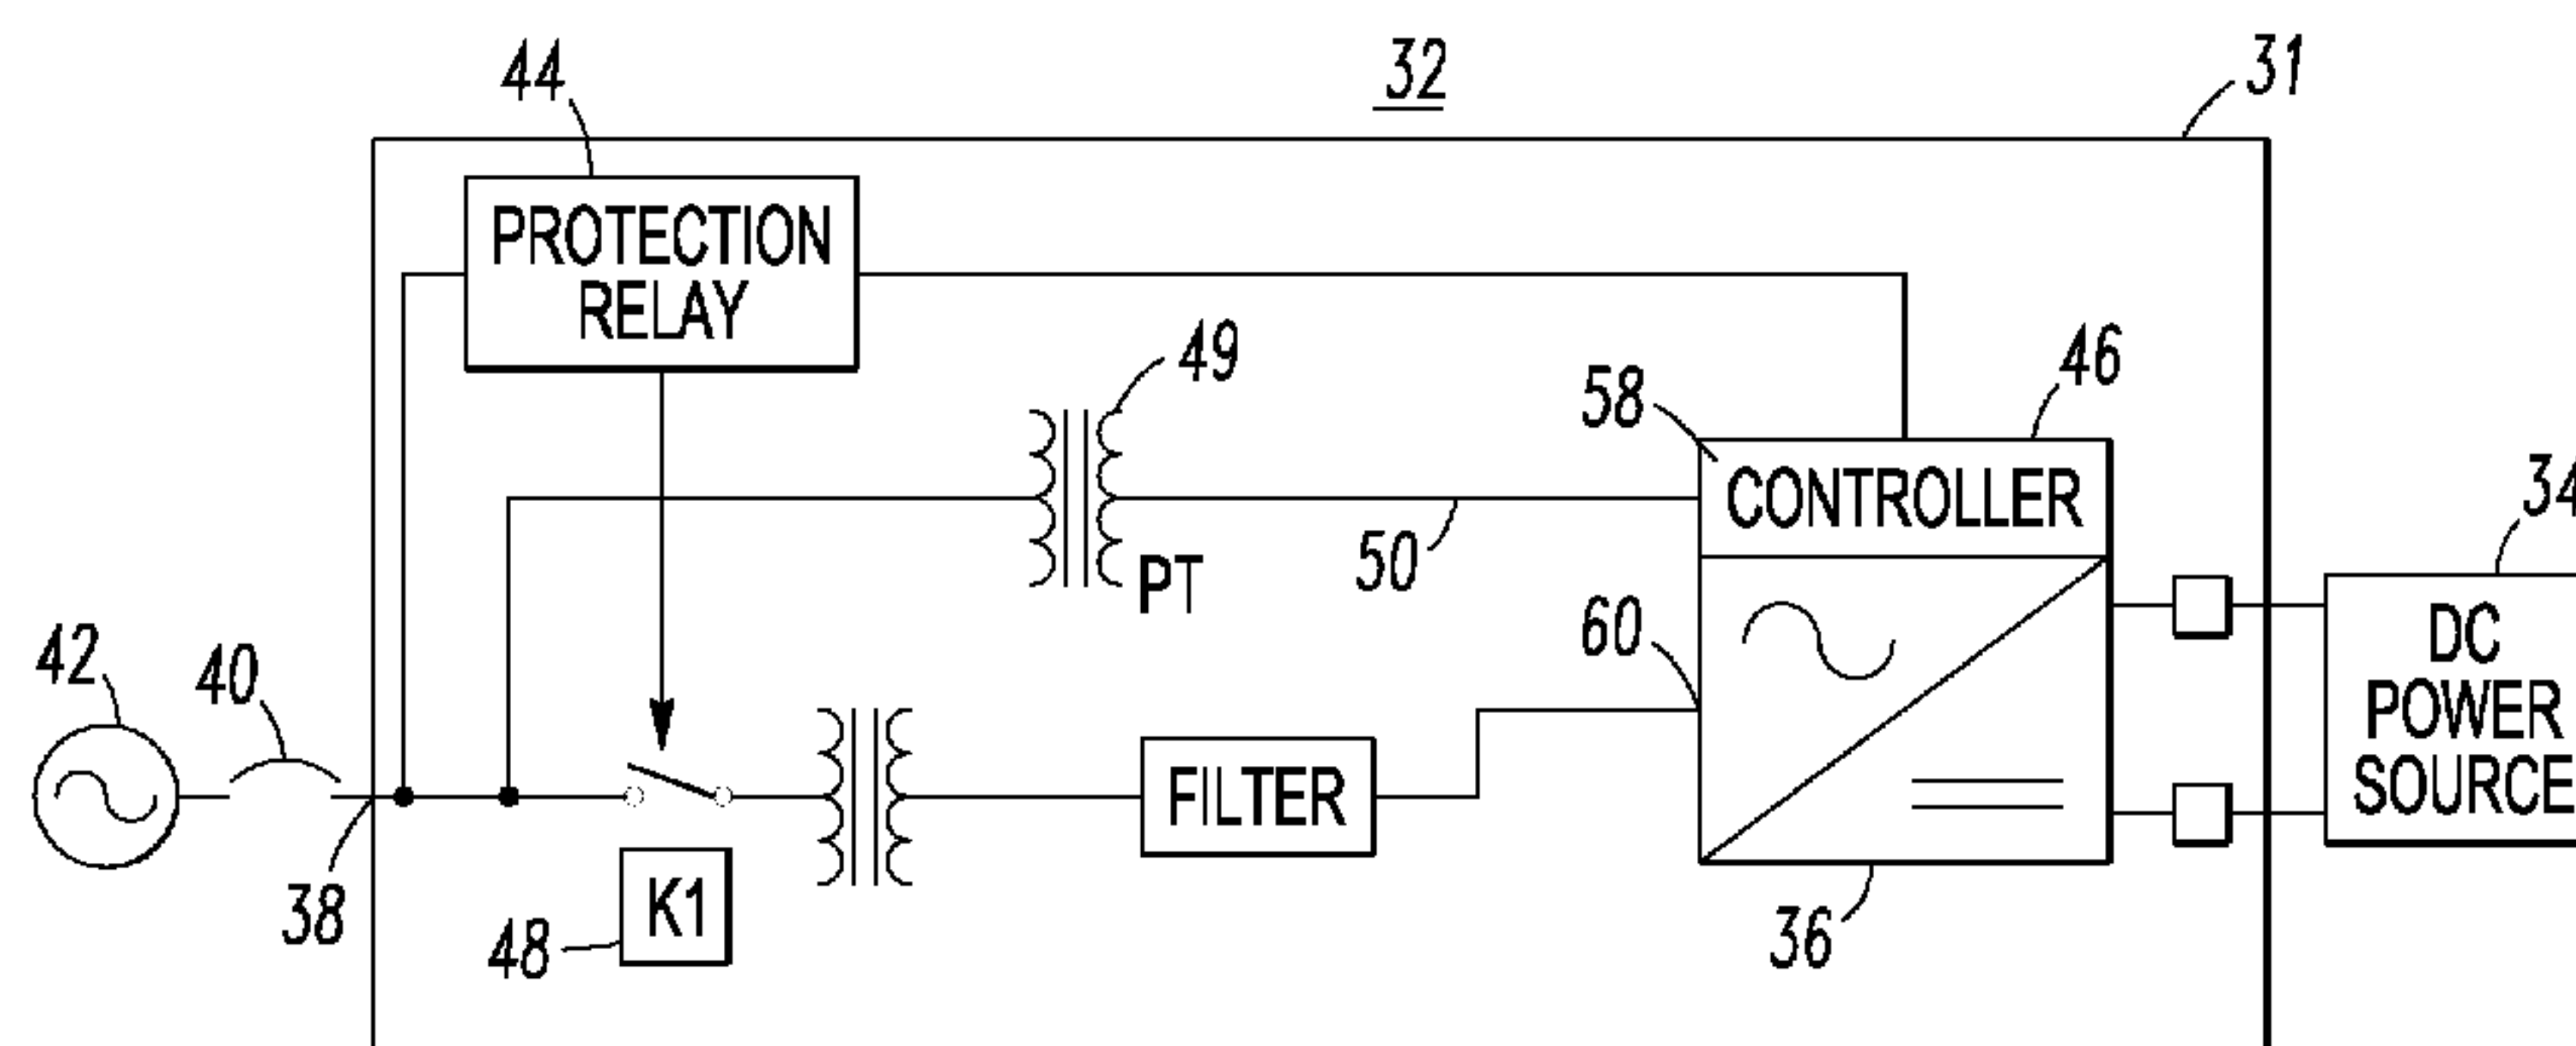 32
31
44
PROTECTION
RELAY
49
46
58
CONTROLLER
34
50
PT
DC
POWER
SOURCE
60
42
40
FILTER
K1
38
48
36